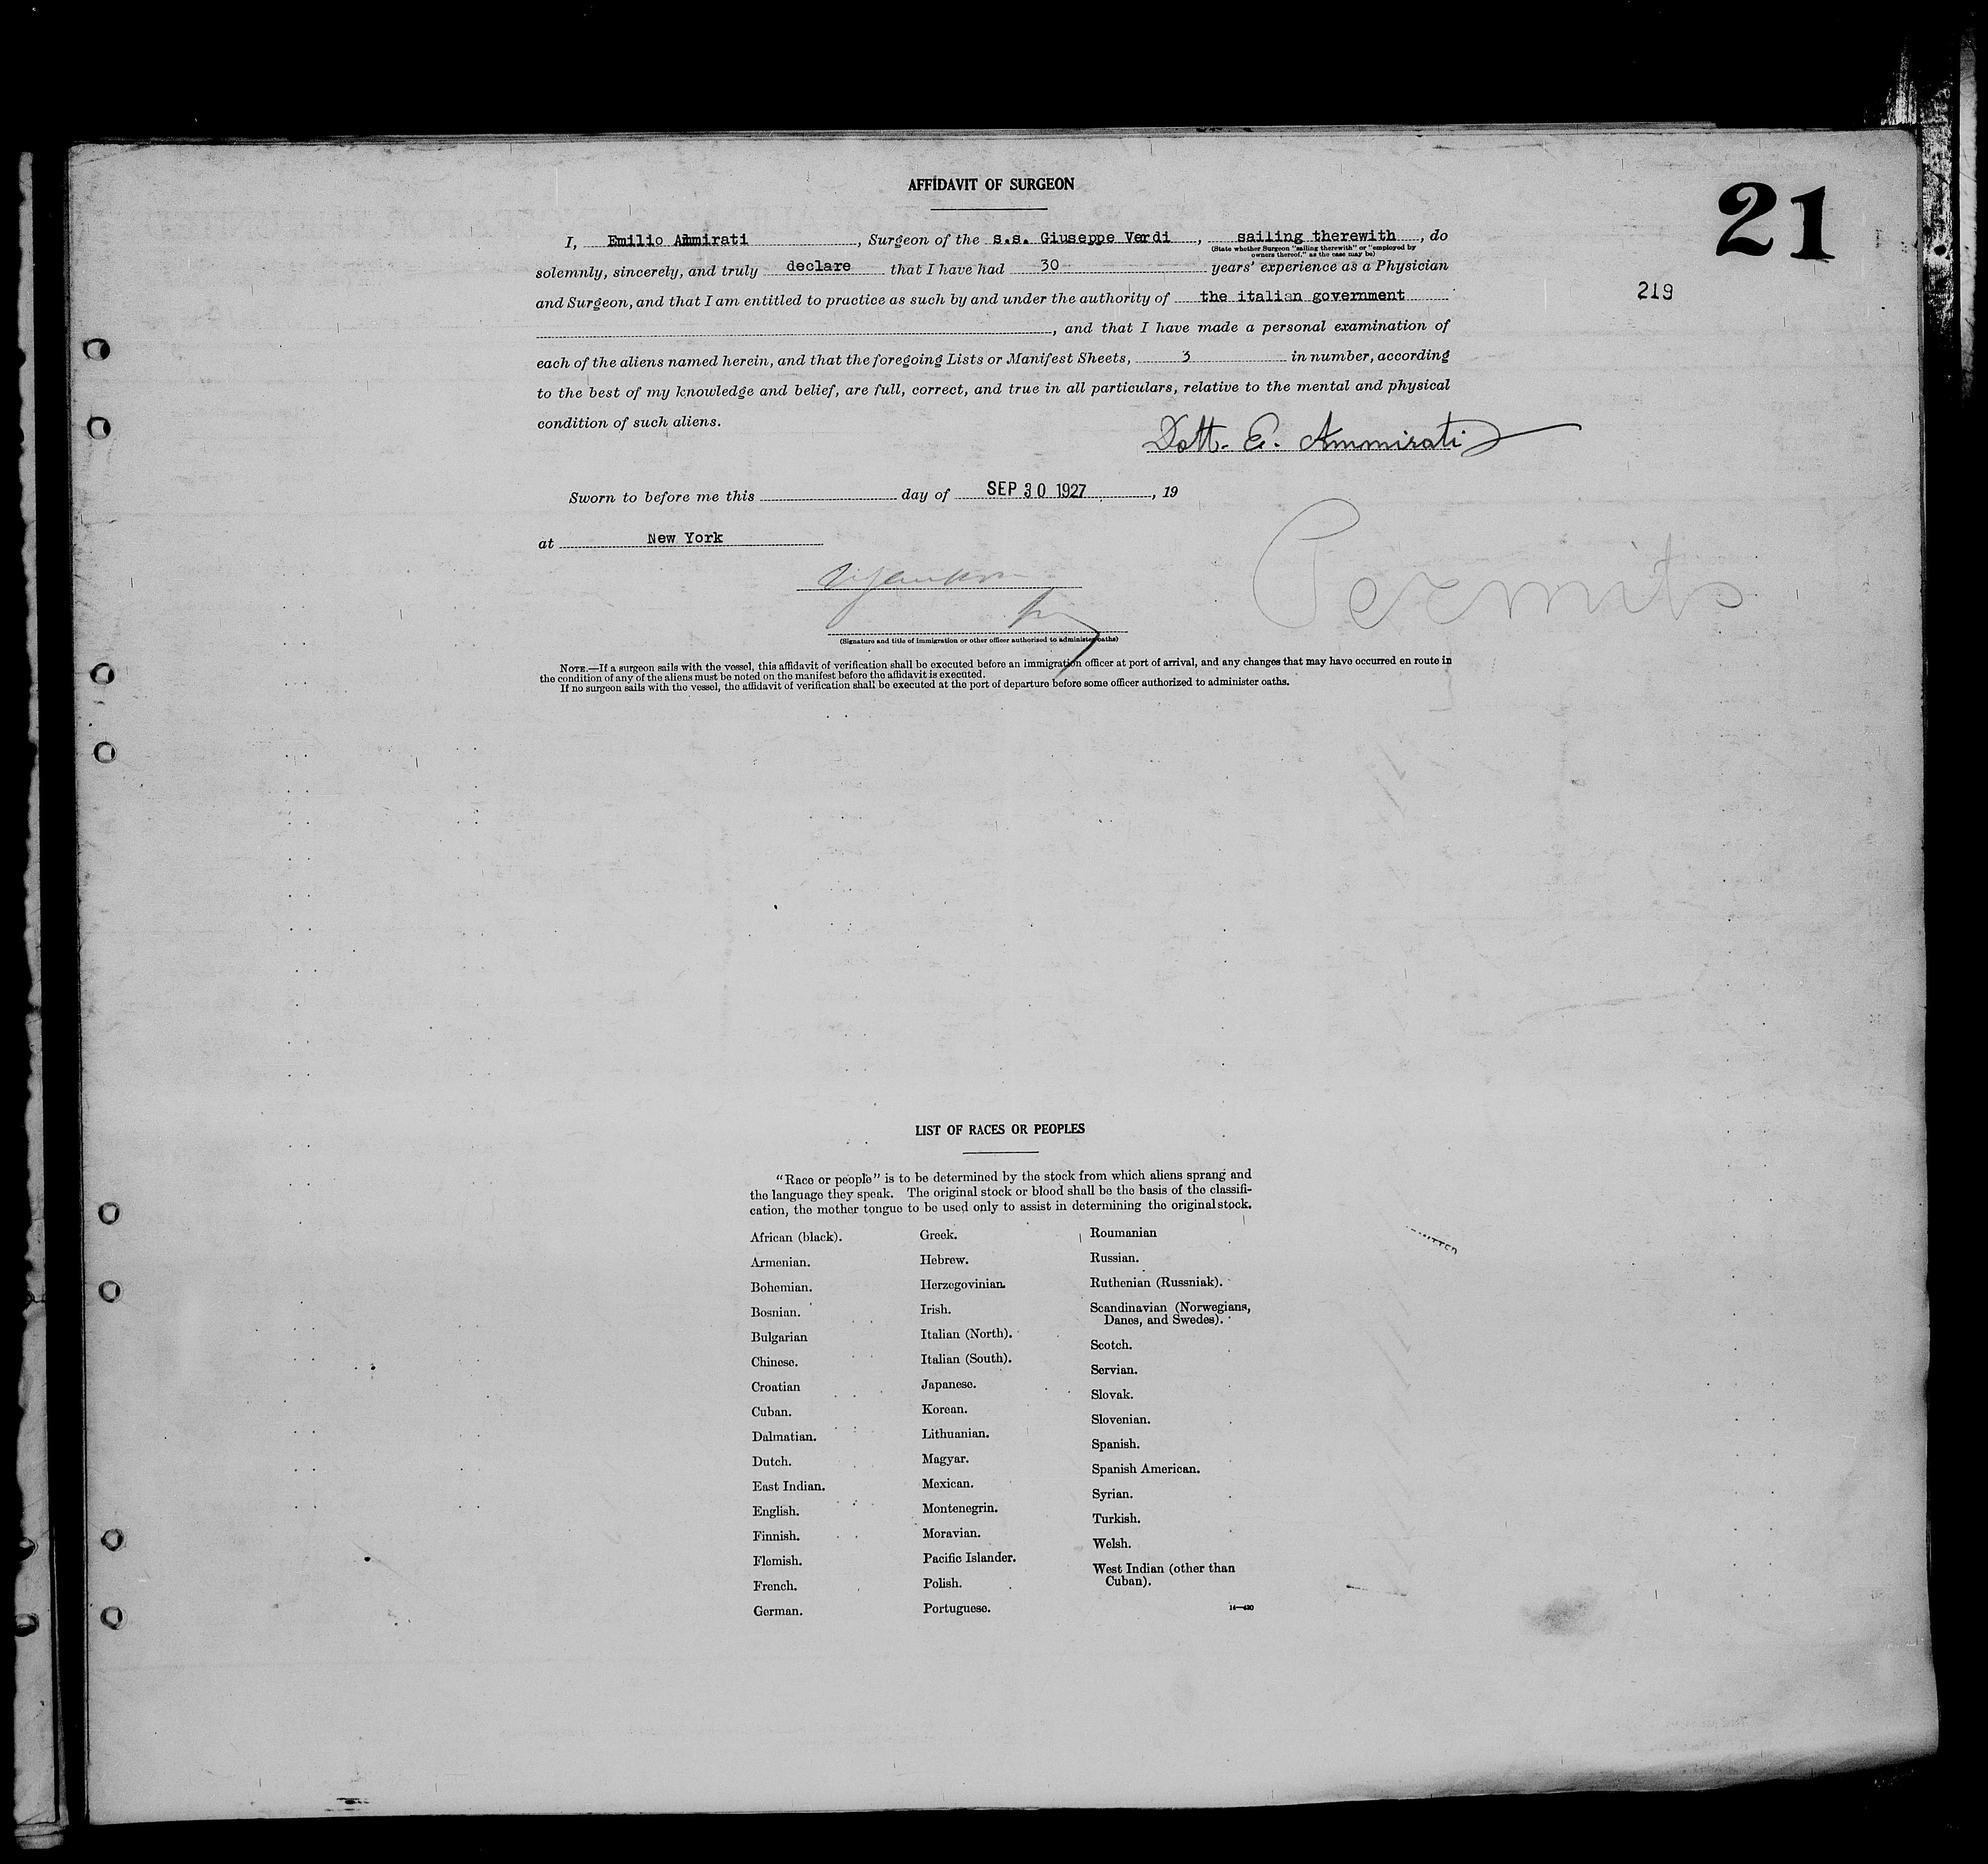 AFFIDAVIT OF SURGEON
21
I, Emilio Ammirati, Surgeon of the s.s. Giuseppe Verdi, sailing therewith, do
(State whether Surgeon "sailing therewith" or "employed by
owners thereof," as the case may be)
solemnly, sincerely, and truly declare that I have had 30 years' experience as a Physician
219
and Surgeon, and that I am entitled to practice as such by and under the authority of the italian government
, and that I have made a personal examination of
each of the aliens named herein, and that the foregoing Lists or Manifest Sheets, 3 in number, according
to the best of my knowledge and belief, are full, correct, and true in all particulars, relative to the mental and physical
condition of such aliens.
Dott. E. Ammirati
Sworn to before me this day of SEP 30 1927, 19
at New York
Permits
(Signature and title of immigration or other officer authorized to administer oaths)
NOTE.—If a surgeon sails with the vessel, this affidavit of verification shall be executed before an immigration officer at port of arrival, and any changes that may have occurred en route in
the condition of any of the aliens must be noted on the manifest before the affidavit is executed.
If no surgeon sails with the vessel, the affidavit of verification shall be executed at the port of departure before some officer authorized to administer oaths.
LIST OF RACES OR PEOPLES
"Race or people" is to be determined by the stock from which aliens sprang and
the language they speak. The original stock or blood shall be the basis of the classifi-
cation, the mother tongue to be used only to assist in determining the original stock.
African (black).
Armenian.
Bohemian.
Bosnian.
Bulgarian
Chinese.
Croatian
Cuban.
Dalmatian.
Dutch.
East Indian.
English.
Finnish.
Flemish.
French.
German.
Greek.
Hebrew.
Herzegovinian.
Irish.
Italian (North).
Italian (South).
Japanese.
Korean.
Lithuanian.
Magyar.
Mexican.
Montenegrin.
Moravian.
Pacific Islander.
Polish.
Portuguese.
Roumanian
Russian.
Ruthenian (Russniak).
Scandinavian (Norwegians,
Danes, and Swedes).
Scotch.
Servian.
Slovak.
Slovenian.
Spanish.
Spanish American.
Syrian.
Turkish.
Welsh.
West Indian (other than
Cuban).